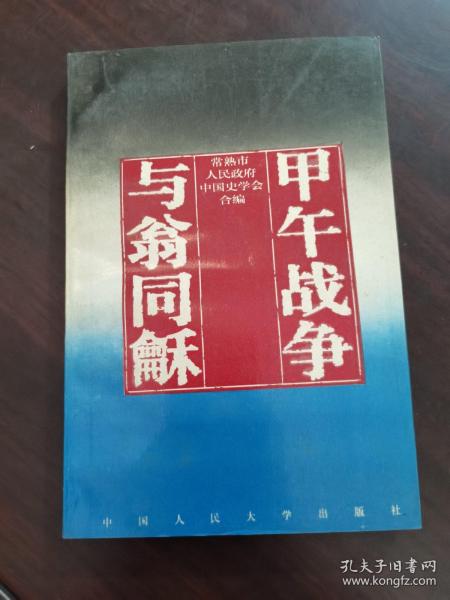 甲午战争
与翁同龢
常熟市
人民政府
中国史学会
合编
中国人民大学出版社
孔夫子旧书网
www.kongfz.com